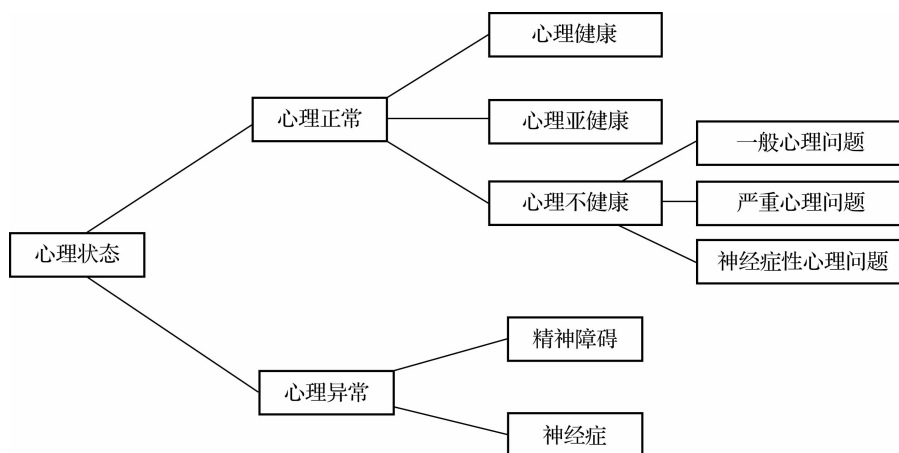 心理健康
心理正常
心理亚健康
一般心理问题
心理不健康
严重心理问题
心理状态
神经症性心理问题
精神障碍
心理异常
神经症